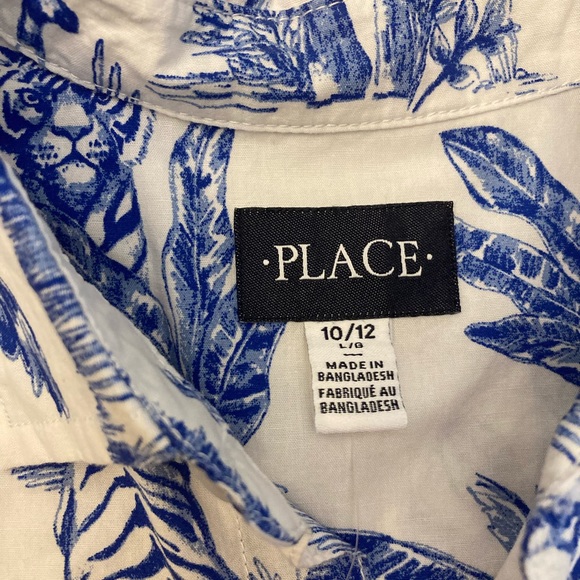 ·PLACE·
10/12
L/G
MADE IN
BANGLADESH
FABRIQUÉ AU
BANGLADESH